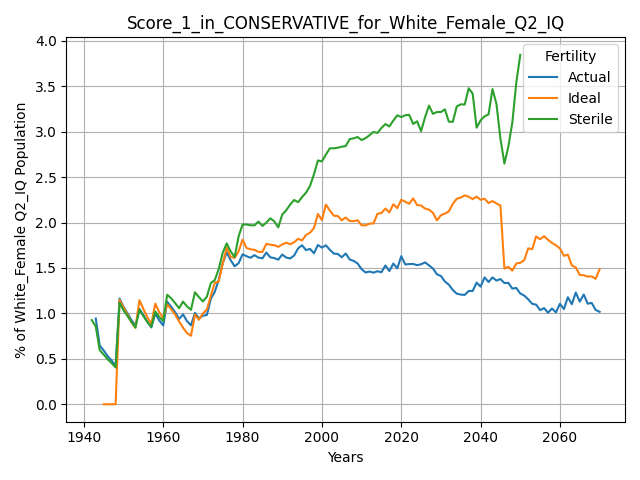 Score_1_in_CONSERVATIVE_for_White_Female_Q2_IQ
% of White_Female Q2_IQ Population
4.0
3.5
3.0
2.5
2.0
1.5
1.0
0.5
0.0
Fertility
Actual
Ideal
Sterile
1940 1960 1980 2000 2020 2040 2060
Years